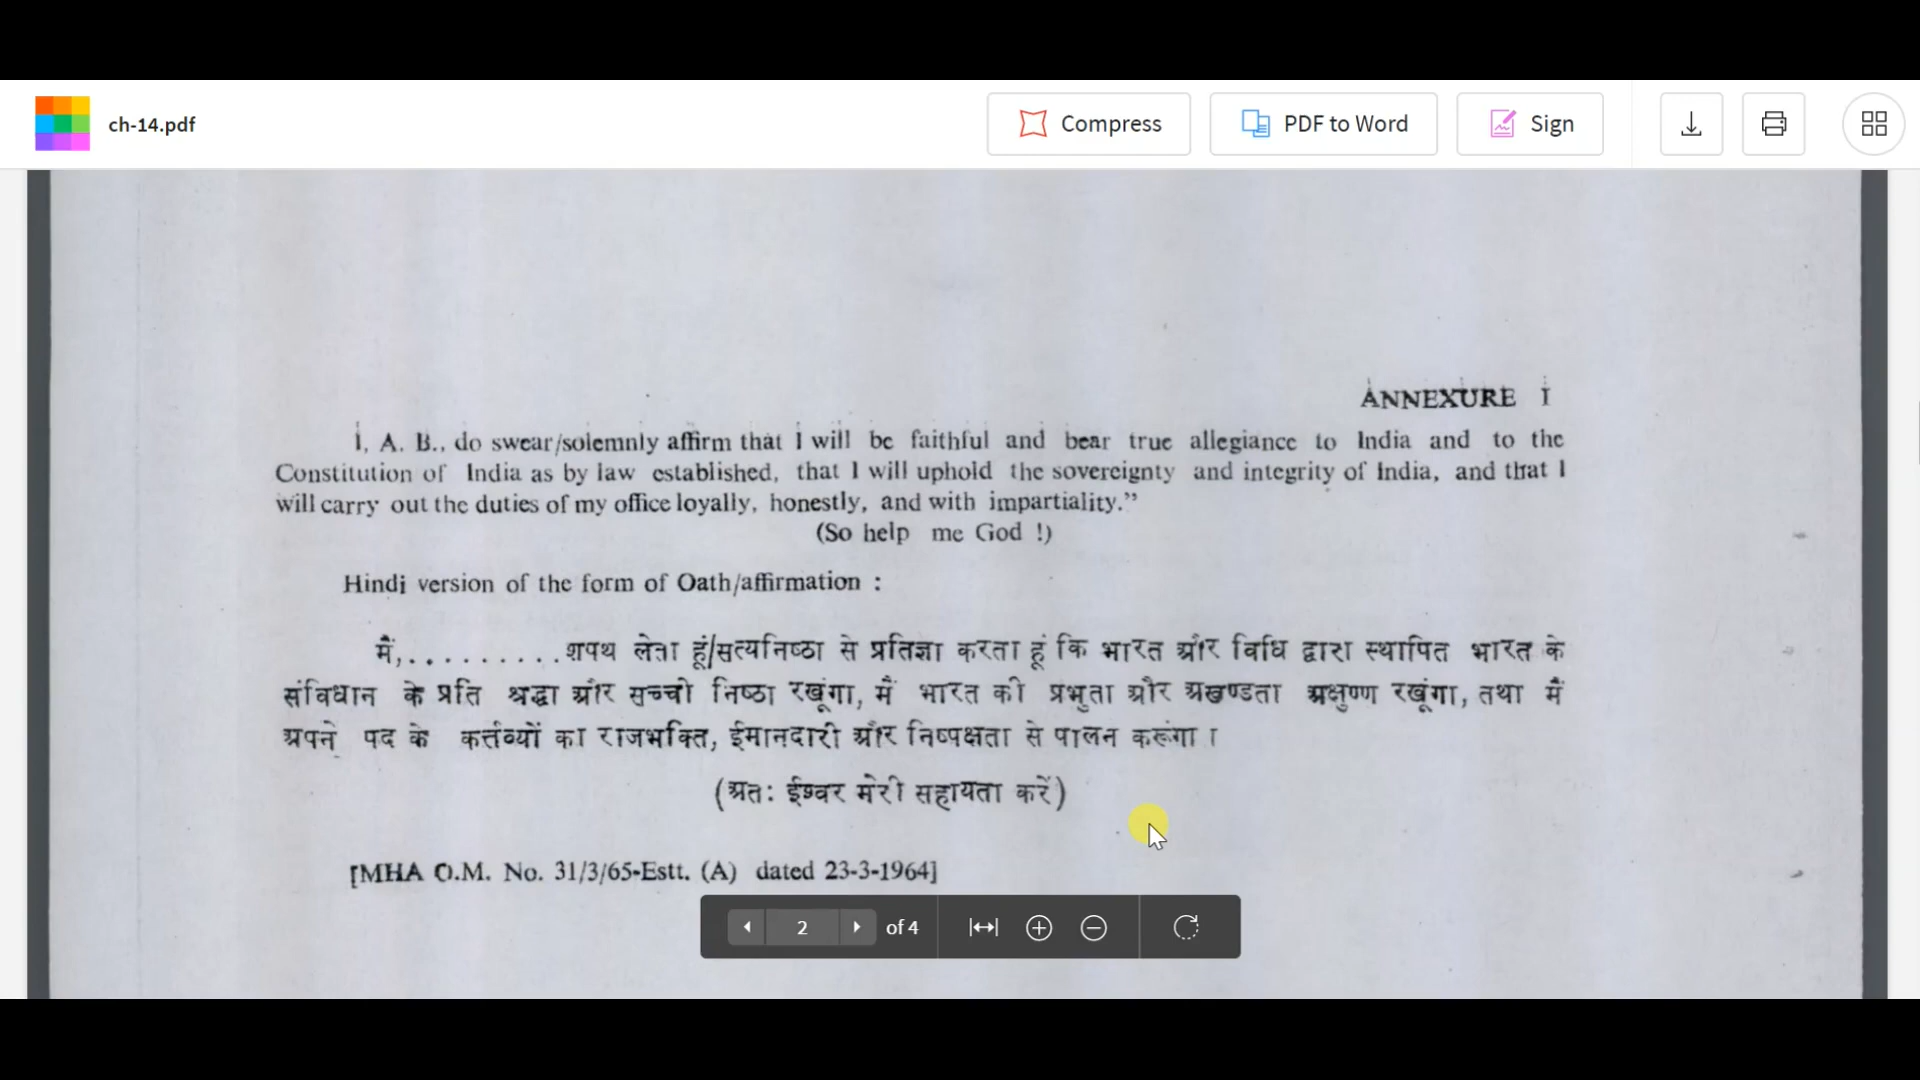 ch-14.pdf
Compress
PDF to Word
Sign
ANNEXURE I
I, A. B., do swear/solemnly affirm that I will be faithful and bear true allegiance to India and to the
Constitution of India as by law established, that I will uphold the sovereignty and integrity of India, and that I
will carry out the duties of my office loyally, honestly, and with impartiality.”
(So help me God !)
Hindi version of the form of Oath/affirmation :
मैं,..........शपथ लेता हूं/सत्यनिष्ठा से प्रतिज्ञा करता हूं कि भारत और विधि द्वारा स्थापित भारत के
संविधान के प्रति श्रद्धा और सच्ची निष्ठा रखूंगा, मैं भारत की प्रभुता और अखण्डता अक्षुण्ण रखूंगा, तथा मैं
अपने पद के कर्त्तव्यों का राजभक्ति, ईमानदारी और निष्पक्षता से पालन करूंगा ।
(अतः ईश्वर मेरी सहायता करें)
[MHA O.M. No. 31/3/65-Estt. (A) dated 23-3-1964]
2 of 4